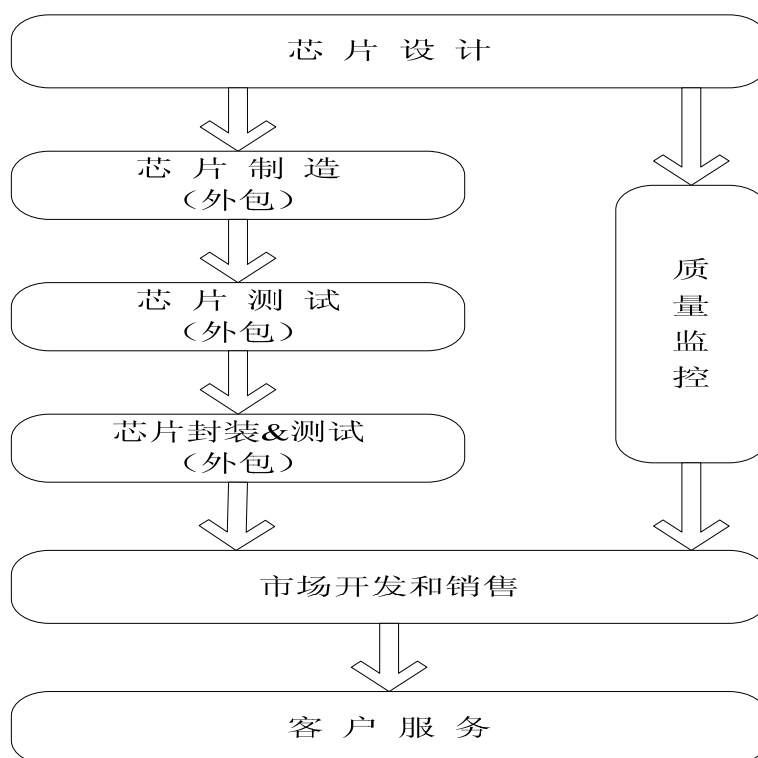 芯片设计
芯片制造
（外包）
芯片测试
（外包）
质
量
监
控
芯片封装&测试
（外包）
市场开发和销售
客户服务